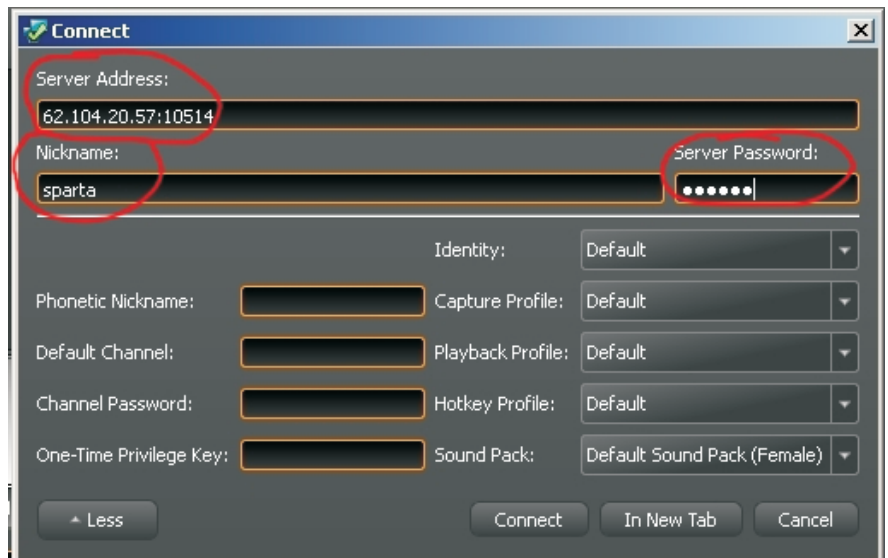 Connect
Server Address:
62.104.20.57:10514
Nickname: Server Password:
sparta ••••••
Identity: Default
Phonetic Nickname: Capture Profile: Default
Default Channel: Playback Profile: Default
Channel Password: Hotkey Profile: Default
One-Time Privilege Key: Sound Pack: Default Sound Pack (Female)
Less Connect In New Tab Cancel